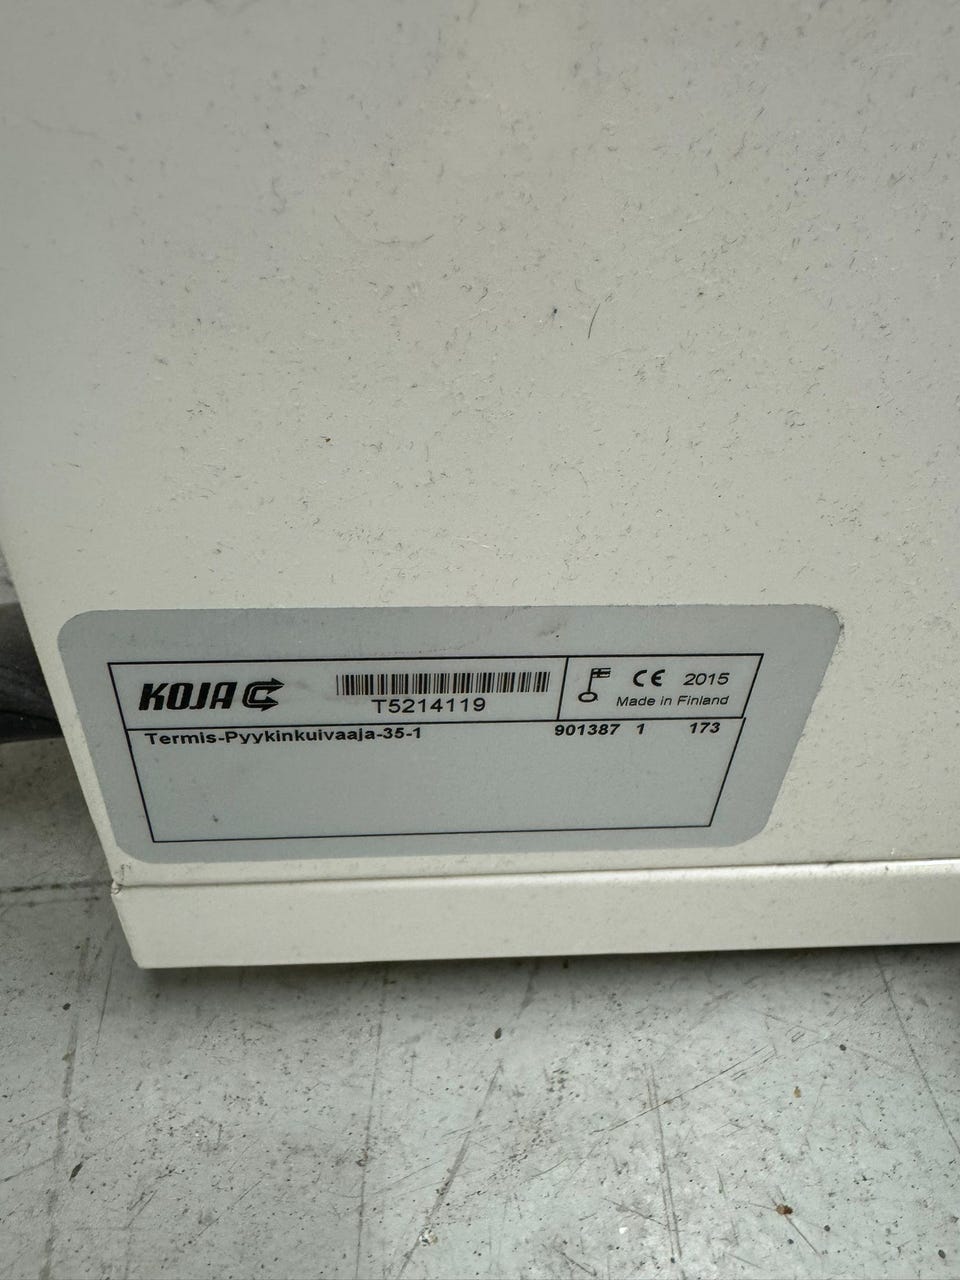 KOJA
T5214119
CE 2015
Made in Finland
Termis-Pyykinkuivaaja-35-1 901387 1 173